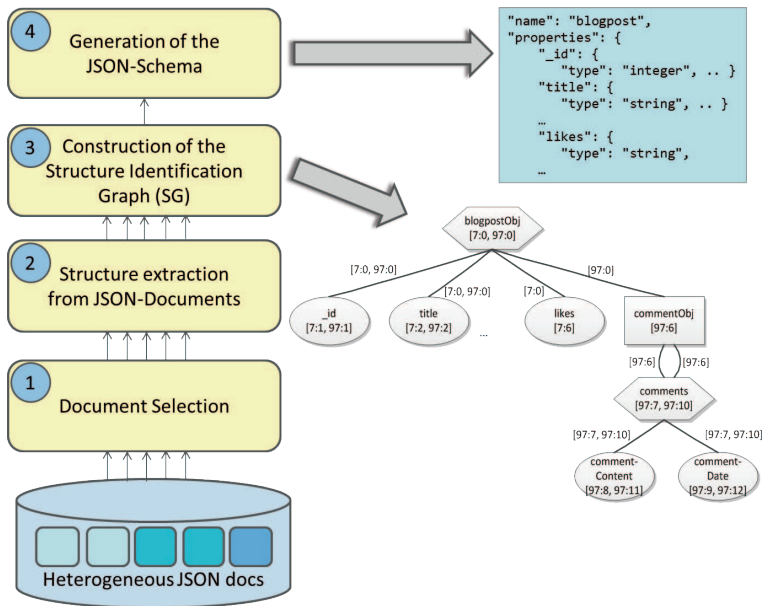 4
Generation of the
JSON-Schema
3
Construction of the
Structure Identification
Graph (SG)
2
Structure extraction
from JSON-Documents
1
Document Selection
Heterogeneous JSON docs
"name": "blogpost",
"properties": {
"_id": {
"type": "integer", .. }
"title": {
"type": "string", .. }
…
"likes": {
"type": "string",
…
blogpostObj
[7:0, 97:0]
[7:0, 97:0]
[7:0, 97:0]
[7:0]
[97:0]
_id
[7:1, 97:1]
title
[7:2, 97:2]
...
likes
[7:6]
commentObj
[97:6]
[97:6]
[97:6]
comments
[97:7, 97:10]
[97:7, 97:10]
[97:7, 97:10]
comment-
Content
[97:8, 97:11]
comment-
Date
[97:9, 97:12]